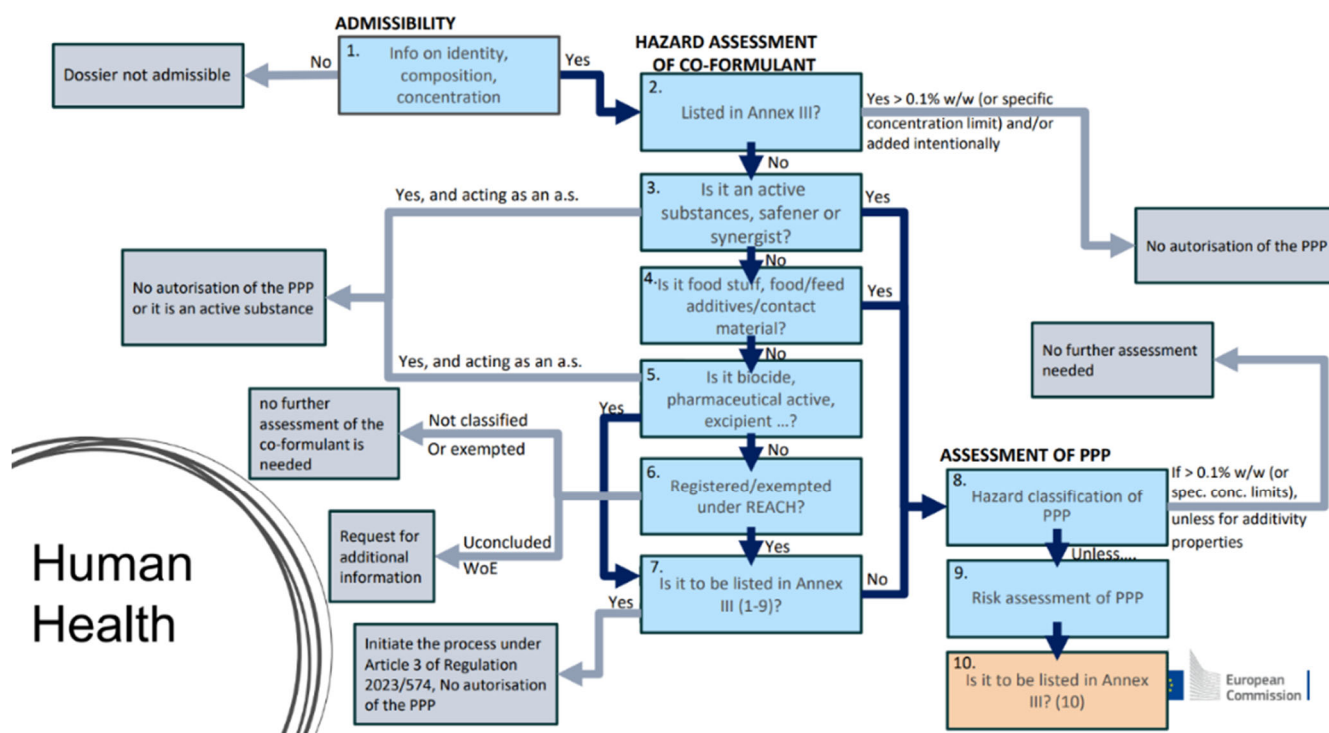 ADMISSIBILITY
1.
Info on identity,
composition,
concentration
No
Dossier not admissible
Yes
HAZARD ASSESSMENT
OF CO-FORMULANT
2.
Listed in Annex III?
Yes > 0.1% w/w (or specific
concentration limit) and/or
added intentionally
No autorisation of the PPP
No
3.
Is it an active
substances, safener or
synergist?
Yes
Yes, and acting as an a.s.
No autorisation of the PPP
or it is an active substance
No
4.
Is it food stuff, food/feed
additives/contact
material?
Yes
No
Yes, and acting as an a.s.
5.
Is it biocide,
pharmaceutical active,
excipient ...?
Yes
No
6.
Registered/exempted
under REACH?
Not classified
Or exempted
no further
assessment of the
co-formulant is
needed
Uconcluded
WoE
Request for
additional
information
Yes
7.
Is it to be listed in Annex
III (1-9)?
No
Yes
Initiate the process under
Article 3 of Regulation
2023/574, No autorisation
of the PPP
ASSESSMENT OF PPP
8.
Hazard classification of
PPP
If > 0.1% w/w (or
spec. conc. limits),
unless for additivity
properties
No further assessment
needed
Unless....
9.
Risk assessment of PPP
10.
Is it to be listed in Annex
III? (10)
Human
Health
European
Commission